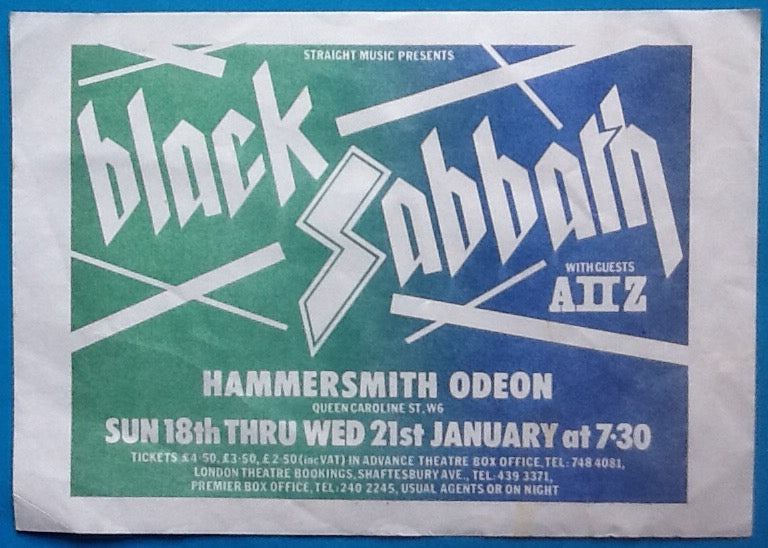 STRAIGHT MUSIC PRESENTS
black Sabbath
WITH GUESTS
AIIZ
HAMMERSMITH ODEON
QUEEN CAROLINE ST. W6
SUN 18th THRU WED 21st JANUARY at 7·30
TICKETS £4·50, £3·50, £2·50 (inc VAT) IN ADVANCE THEATRE BOX OFFICE, TEL: 748 4081,
LONDON THEATRE BOOKINGS, SHAFTESBURY AVE., TEL: 439 3371,
PREMIER BOX OFFICE, TEL: 240 2245, USUAL AGENTS OR ON NIGHT